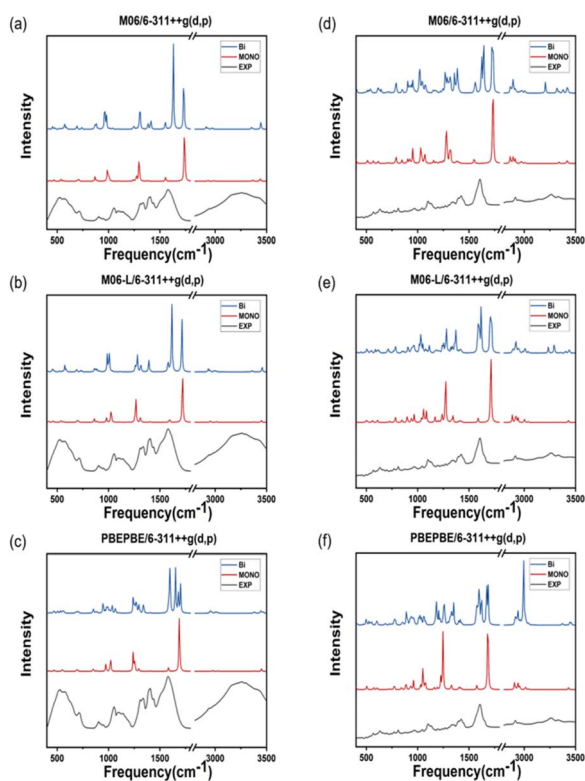 (a)
M06/6-311++g(d,p)
Bi
MONO
EXP
Intensity
500 1000 1500 3000 3500
Frequency(cm⁻¹)
(d)
M06/6-311++g(d,p)
Bi
MONO
EXP
Intensity
500 1000 1500 3000 3500
Frequency(cm⁻¹)
(b)
M06-L/6-311++g(d,p)
Bi
MONO
EXP
Intensity
500 1000 1500 3000 3500
Frequency(cm⁻¹)
(e)
M06-L/6-311++g(d,p)
Bi
MONO
EXP
Intensity
500 1000 1500 3000 3500
Frequency(cm⁻¹)
(c)
PBEPBE/6-311++g(d,p)
Bi
MONO
EXP
Intensity
500 1000 1500 3000 3500
Frequency(cm⁻¹)
(f)
PBEPBE/6-311++g(d,p)
Bi
MONO
EXP
Intensity
500 1000 1500 3000 3500
Frequency(cm⁻¹)